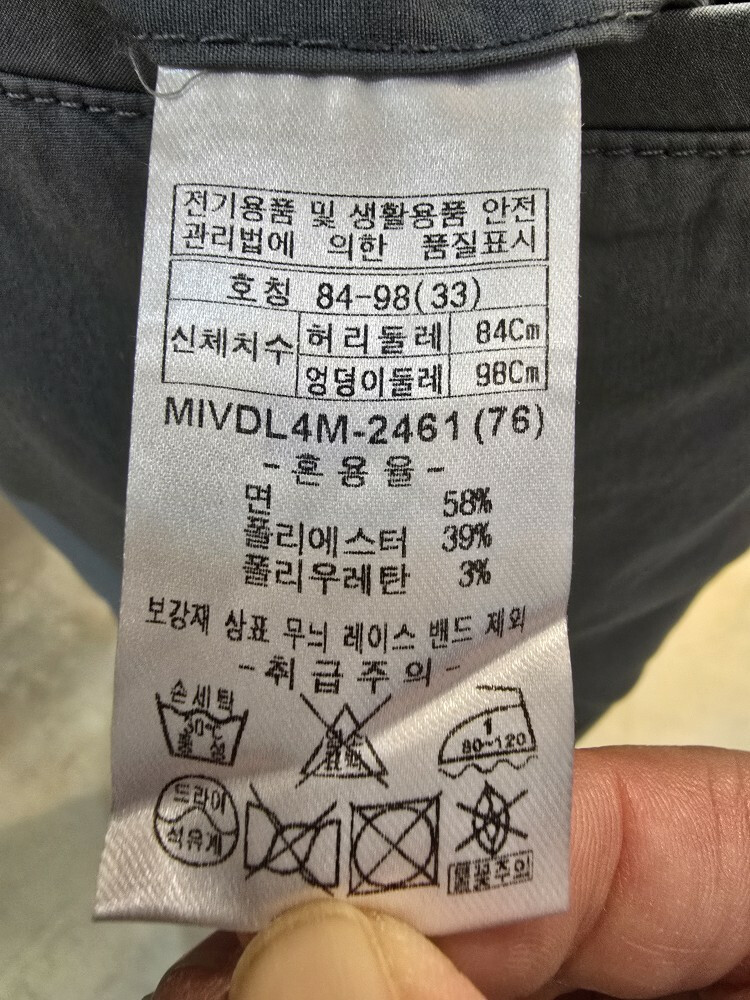 전기용품 및 생활용품 안전
관리법에 의한 품질표시
호칭 84-98(33)
신체치수 허리둘레 84Cm
엉덩이둘레 98Cm
MIVDL4M-2461(76)
-혼용율-
면 58%
폴리에스터 39%
폴리우레탄 3%
보강재 상표 무늬 레이스 밴드 제외
-취급주의-
손세탁
30℃
중성
1
80~120
드라이
석유계
불꽃주의